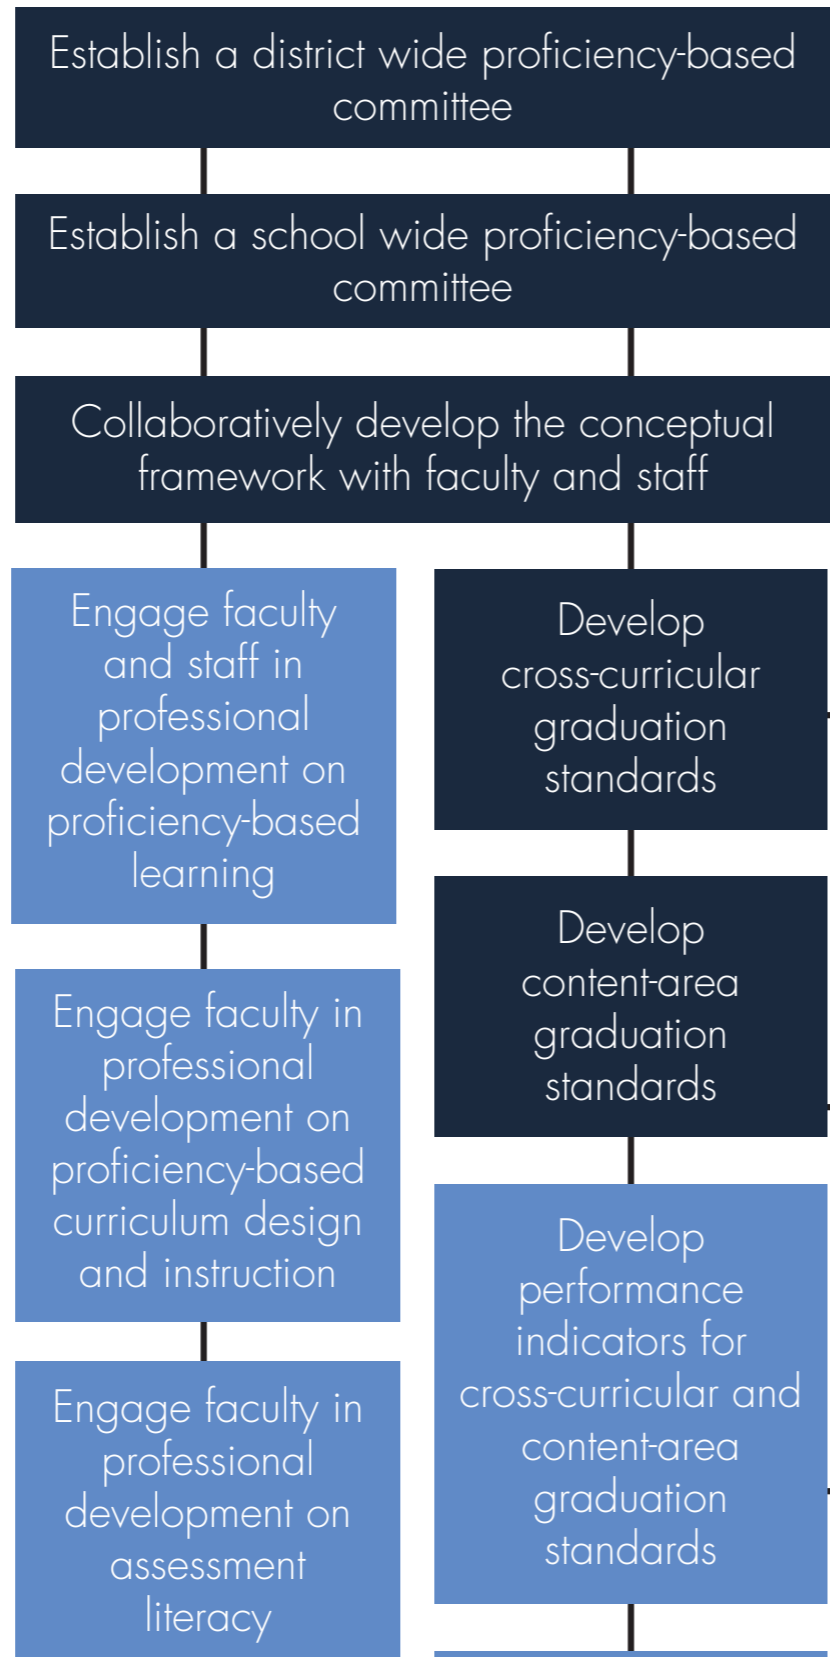 Establish a district wide proficiency-based
committee
Establish a school wide proficiency-based
committee
Collaboratively develop the conceptual
framework with faculty and staff
Engage faculty
and staff in
professional
development on
proficiency-based
learning
Engage faculty in
professional
development on
proficiency-based
curriculum design
and instruction
Engage faculty in
professional
development on
assessment
literacy
Develop
cross-curricular
graduation
standards
Develop
content-area
graduation
standards
Develop
performance
indicators for
cross-curricular and
content-area
graduation
standards